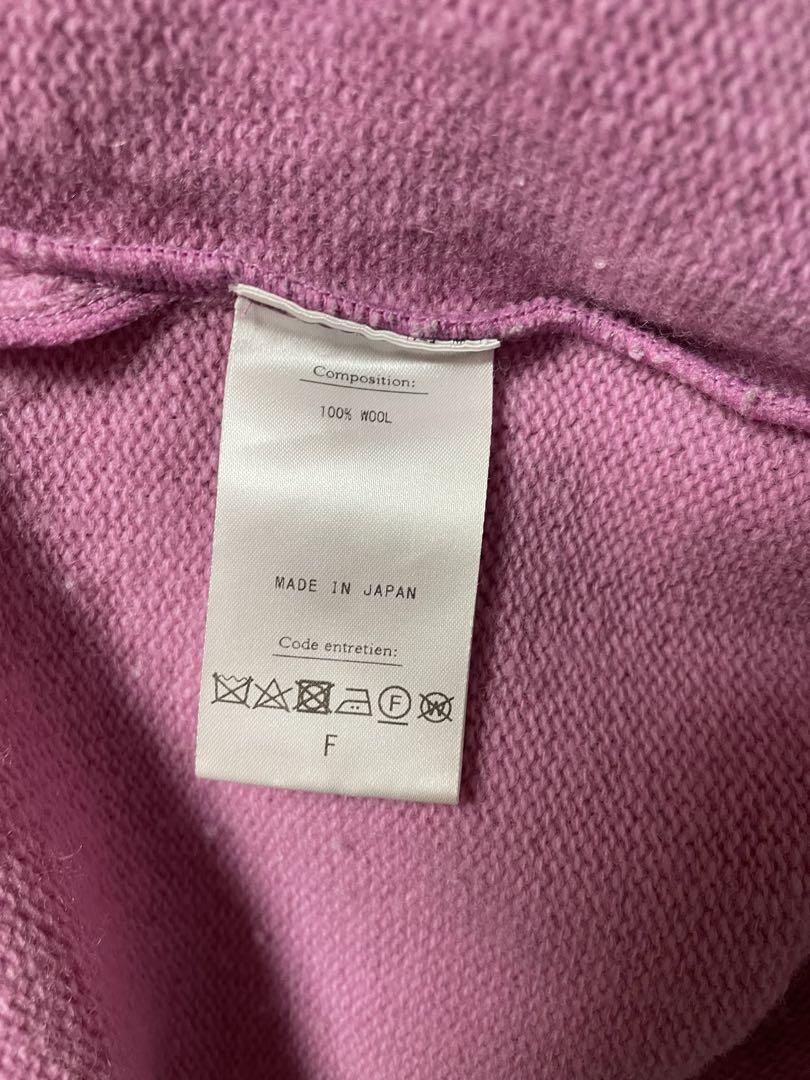 Composition:
100% WOOL
MADE IN JAPAN
Code entretien:
F W
F